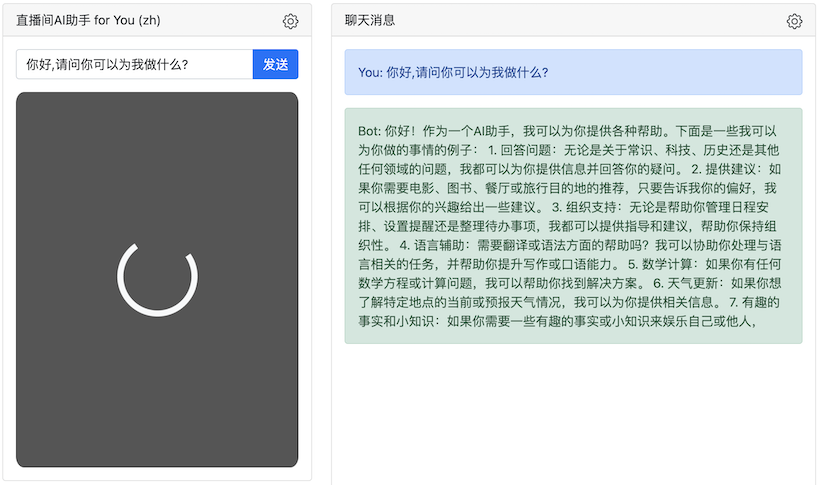 直播间AI助手 for You (zh)
你好,请问你可以为我做什么?
发送
聊天消息
You: 你好,请问你可以为我做什么?
Bot: 你好！作为一个AI助手，我可以为你提供各种帮助。下面是一些我可以
为你做的事情的例子： 1. 回答问题：无论是关于常识、科技、历史还是其他
任何领域的问题，我都可以为你提供信息并回答你的疑问。 2. 提供建议：如
果你需要电影、图书、餐厅或旅行目的地的推荐，只要告诉我你的偏好，我
可以根据你的兴趣给出一些建议。 3. 组织支持：无论是帮助你管理日程安
排、设置提醒还是整理待办事项，我都可以提供指导和建议，帮助你保持组
织性。 4. 语言辅助：需要翻译或语法方面的帮助吗？我可以协助你处理与语
言相关的任务，并帮助你提升写作或口语能力。 5. 数学计算：如果你有任何
数学方程或计算问题，我可以帮助你找到解决方案。 6. 天气更新：如果你想
了解特定地点的当前或预报天气情况，我可以为你提供相关信息。 7. 有趣的
事实和小知识：如果你需要一些有趣的事实或小知识来娱乐自己或他人，